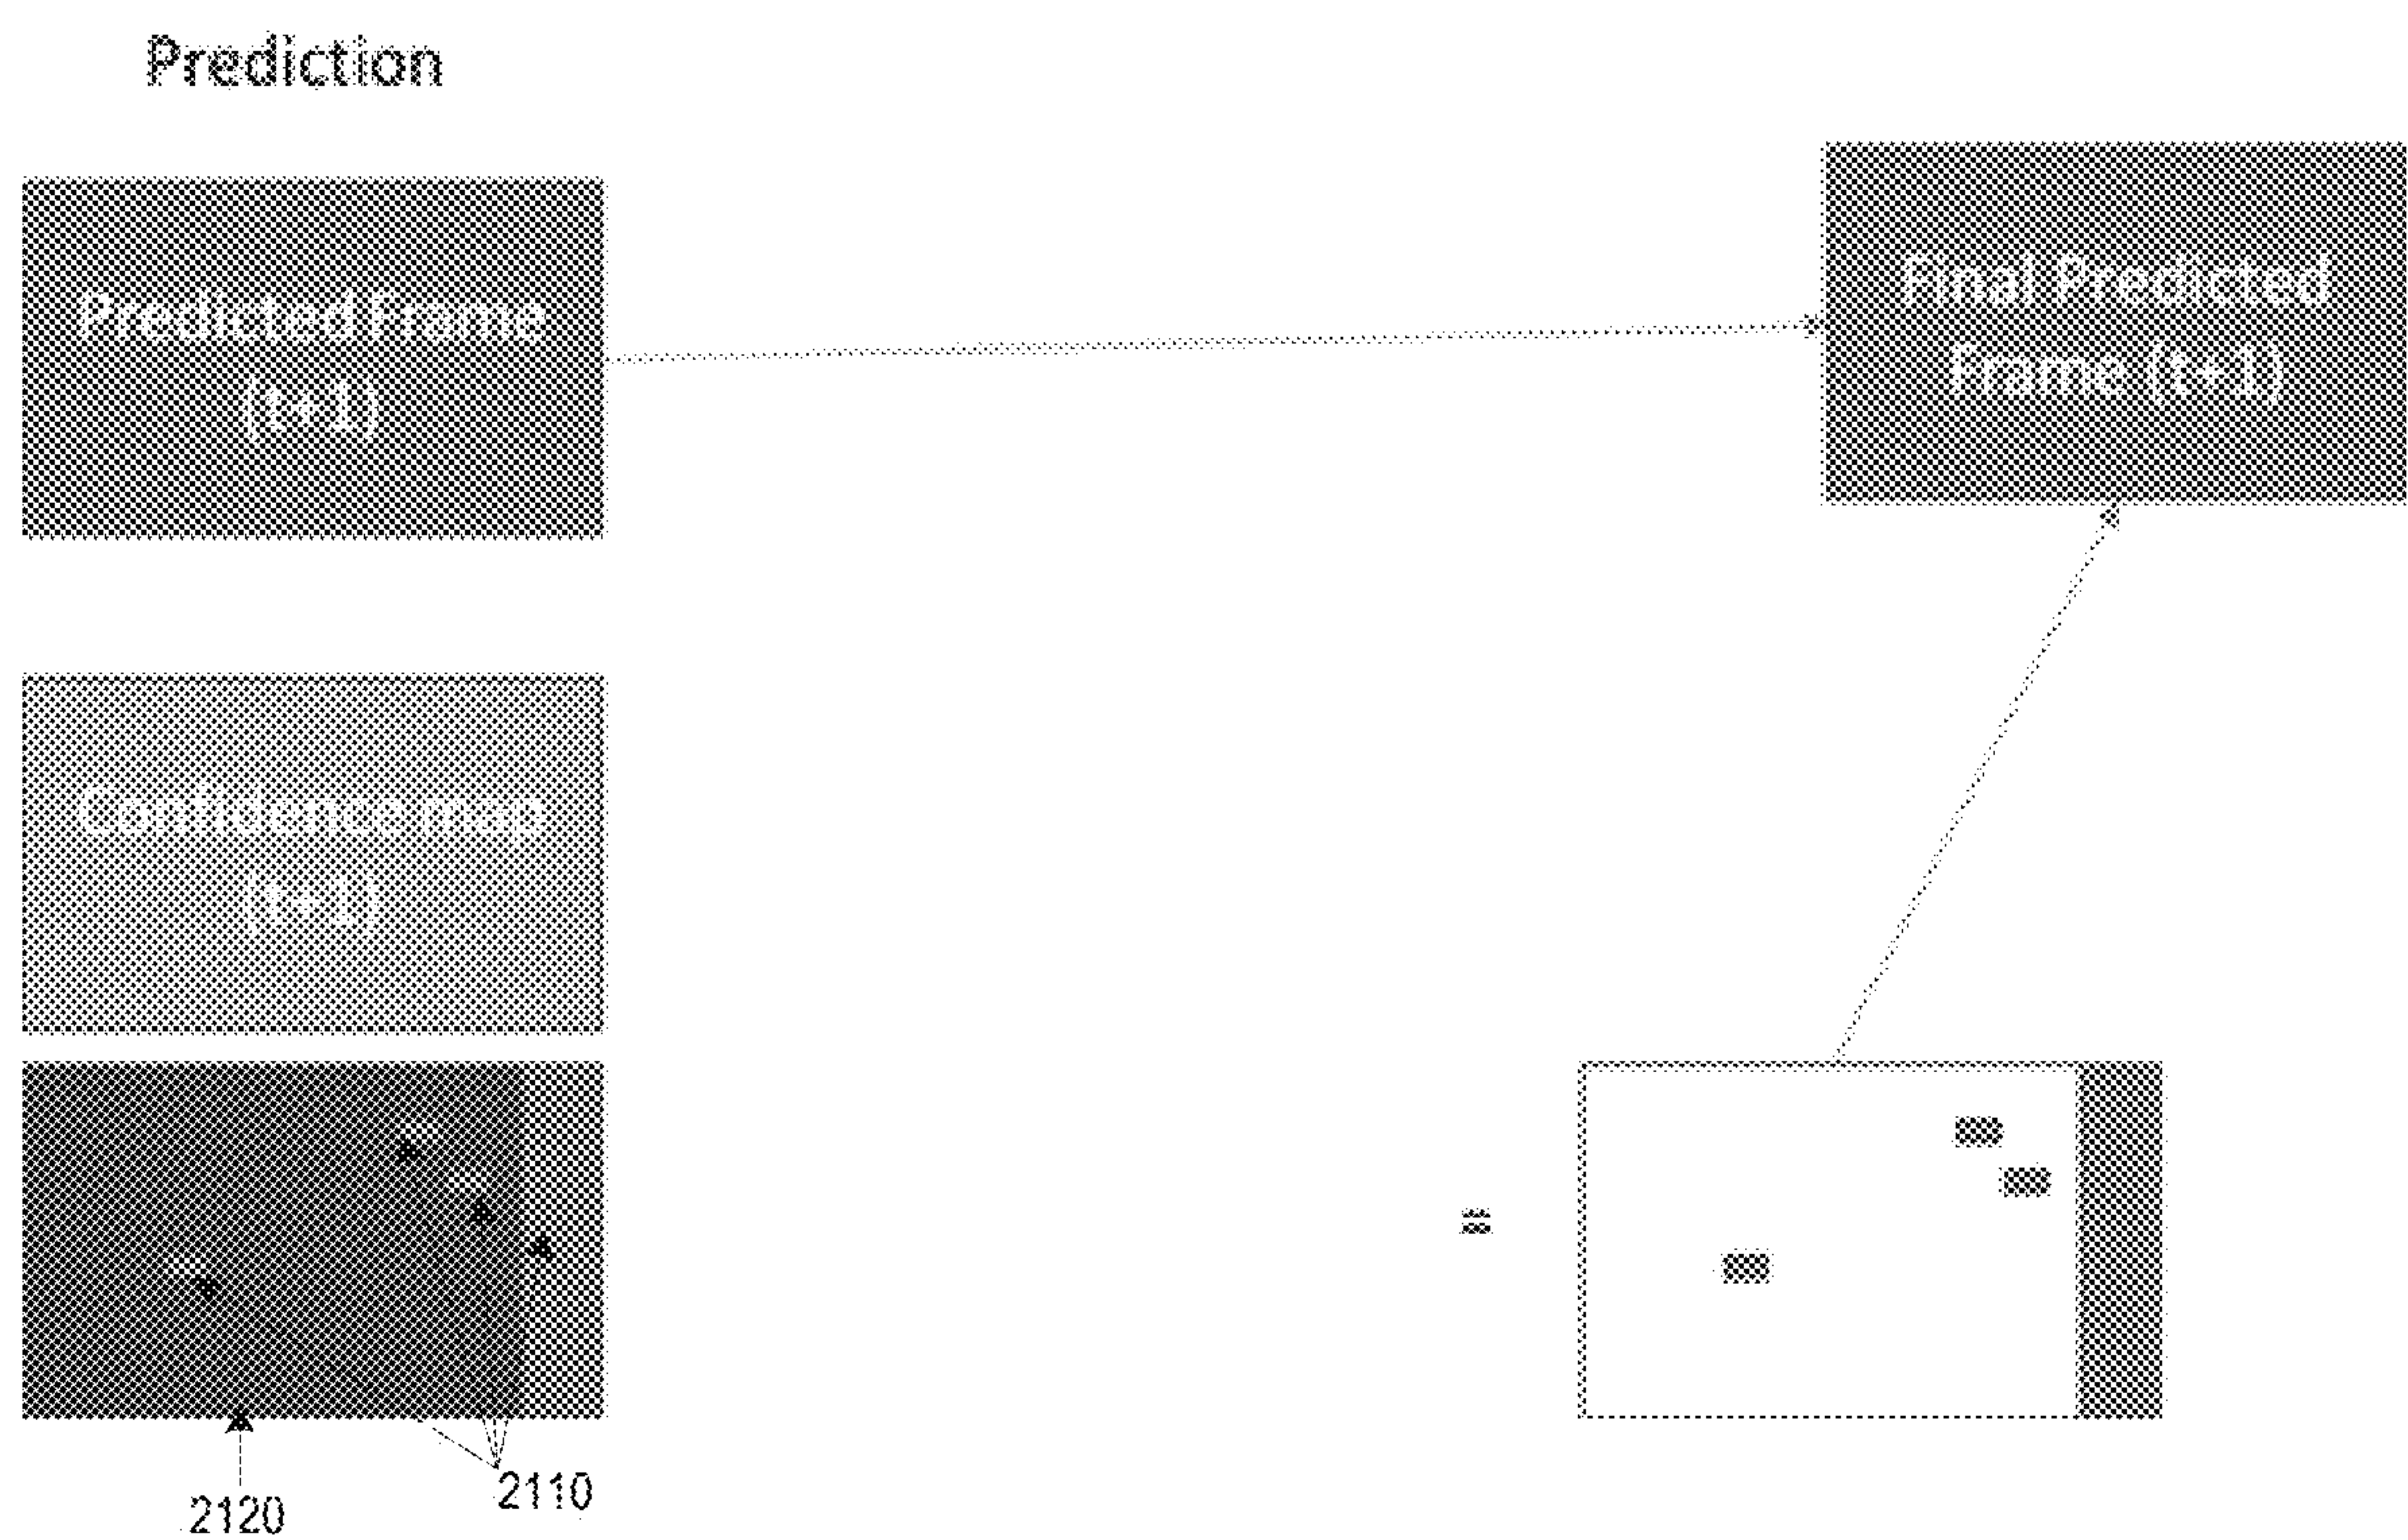 Prediction
Predicted Frame
(t+1)
Final Predicted
Frame (t+1)
Confidence map
(t+1)
=
2120
2110